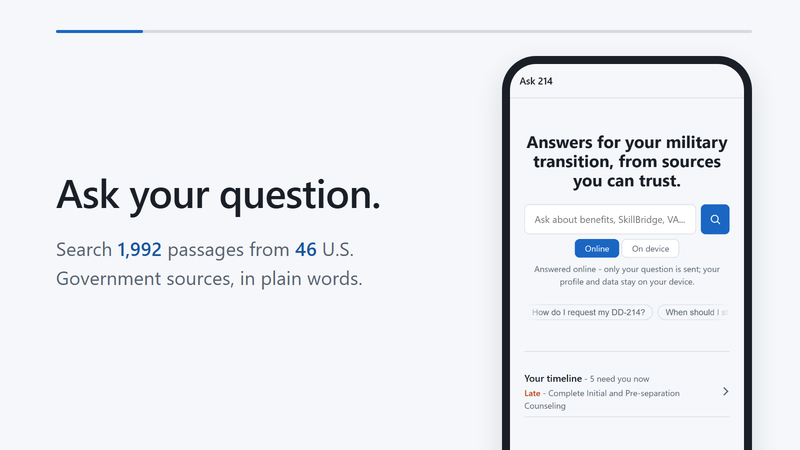 Ask your question.
Search 1,992 passages from 46 U.S.
Government sources, in plain words.
Ask 214
Answers for your military
transition, from sources
you can trust.
Ask about benefits, SkillBridge, VA...
Online
On device
Answered online - only your question is sent; your
profile and data stay on your device.
How do I request my DD-214?
When should I
Your timeline - 5 need you now
Late - Complete Initial and Pre-separation
Counseling